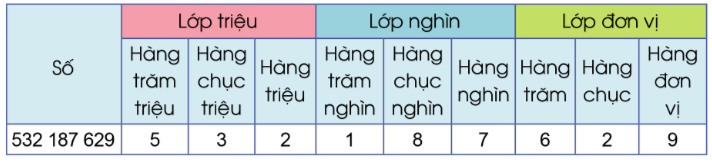 Số Lớp triệu Lớp nghìn Lớp đơn vị
Hàng trăm triệu Hàng chục triệu Hàng triệu Hàng trăm nghìn Hàng chục nghìn Hàng nghìn Hàng trăm Hàng chục Hàng đơn vị
532 187 629 5 3 2 1 8 7 6 2 9